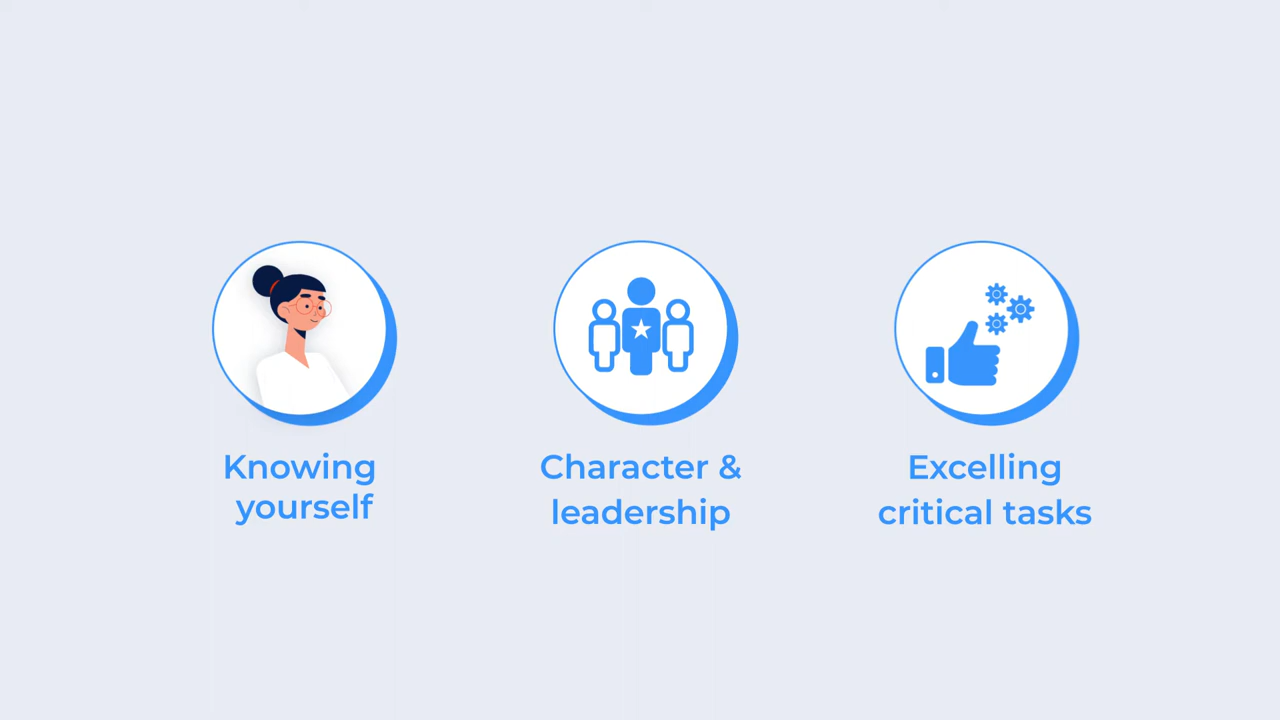 Knowing
yourself
Character &
leadership
Excelling
critical tasks